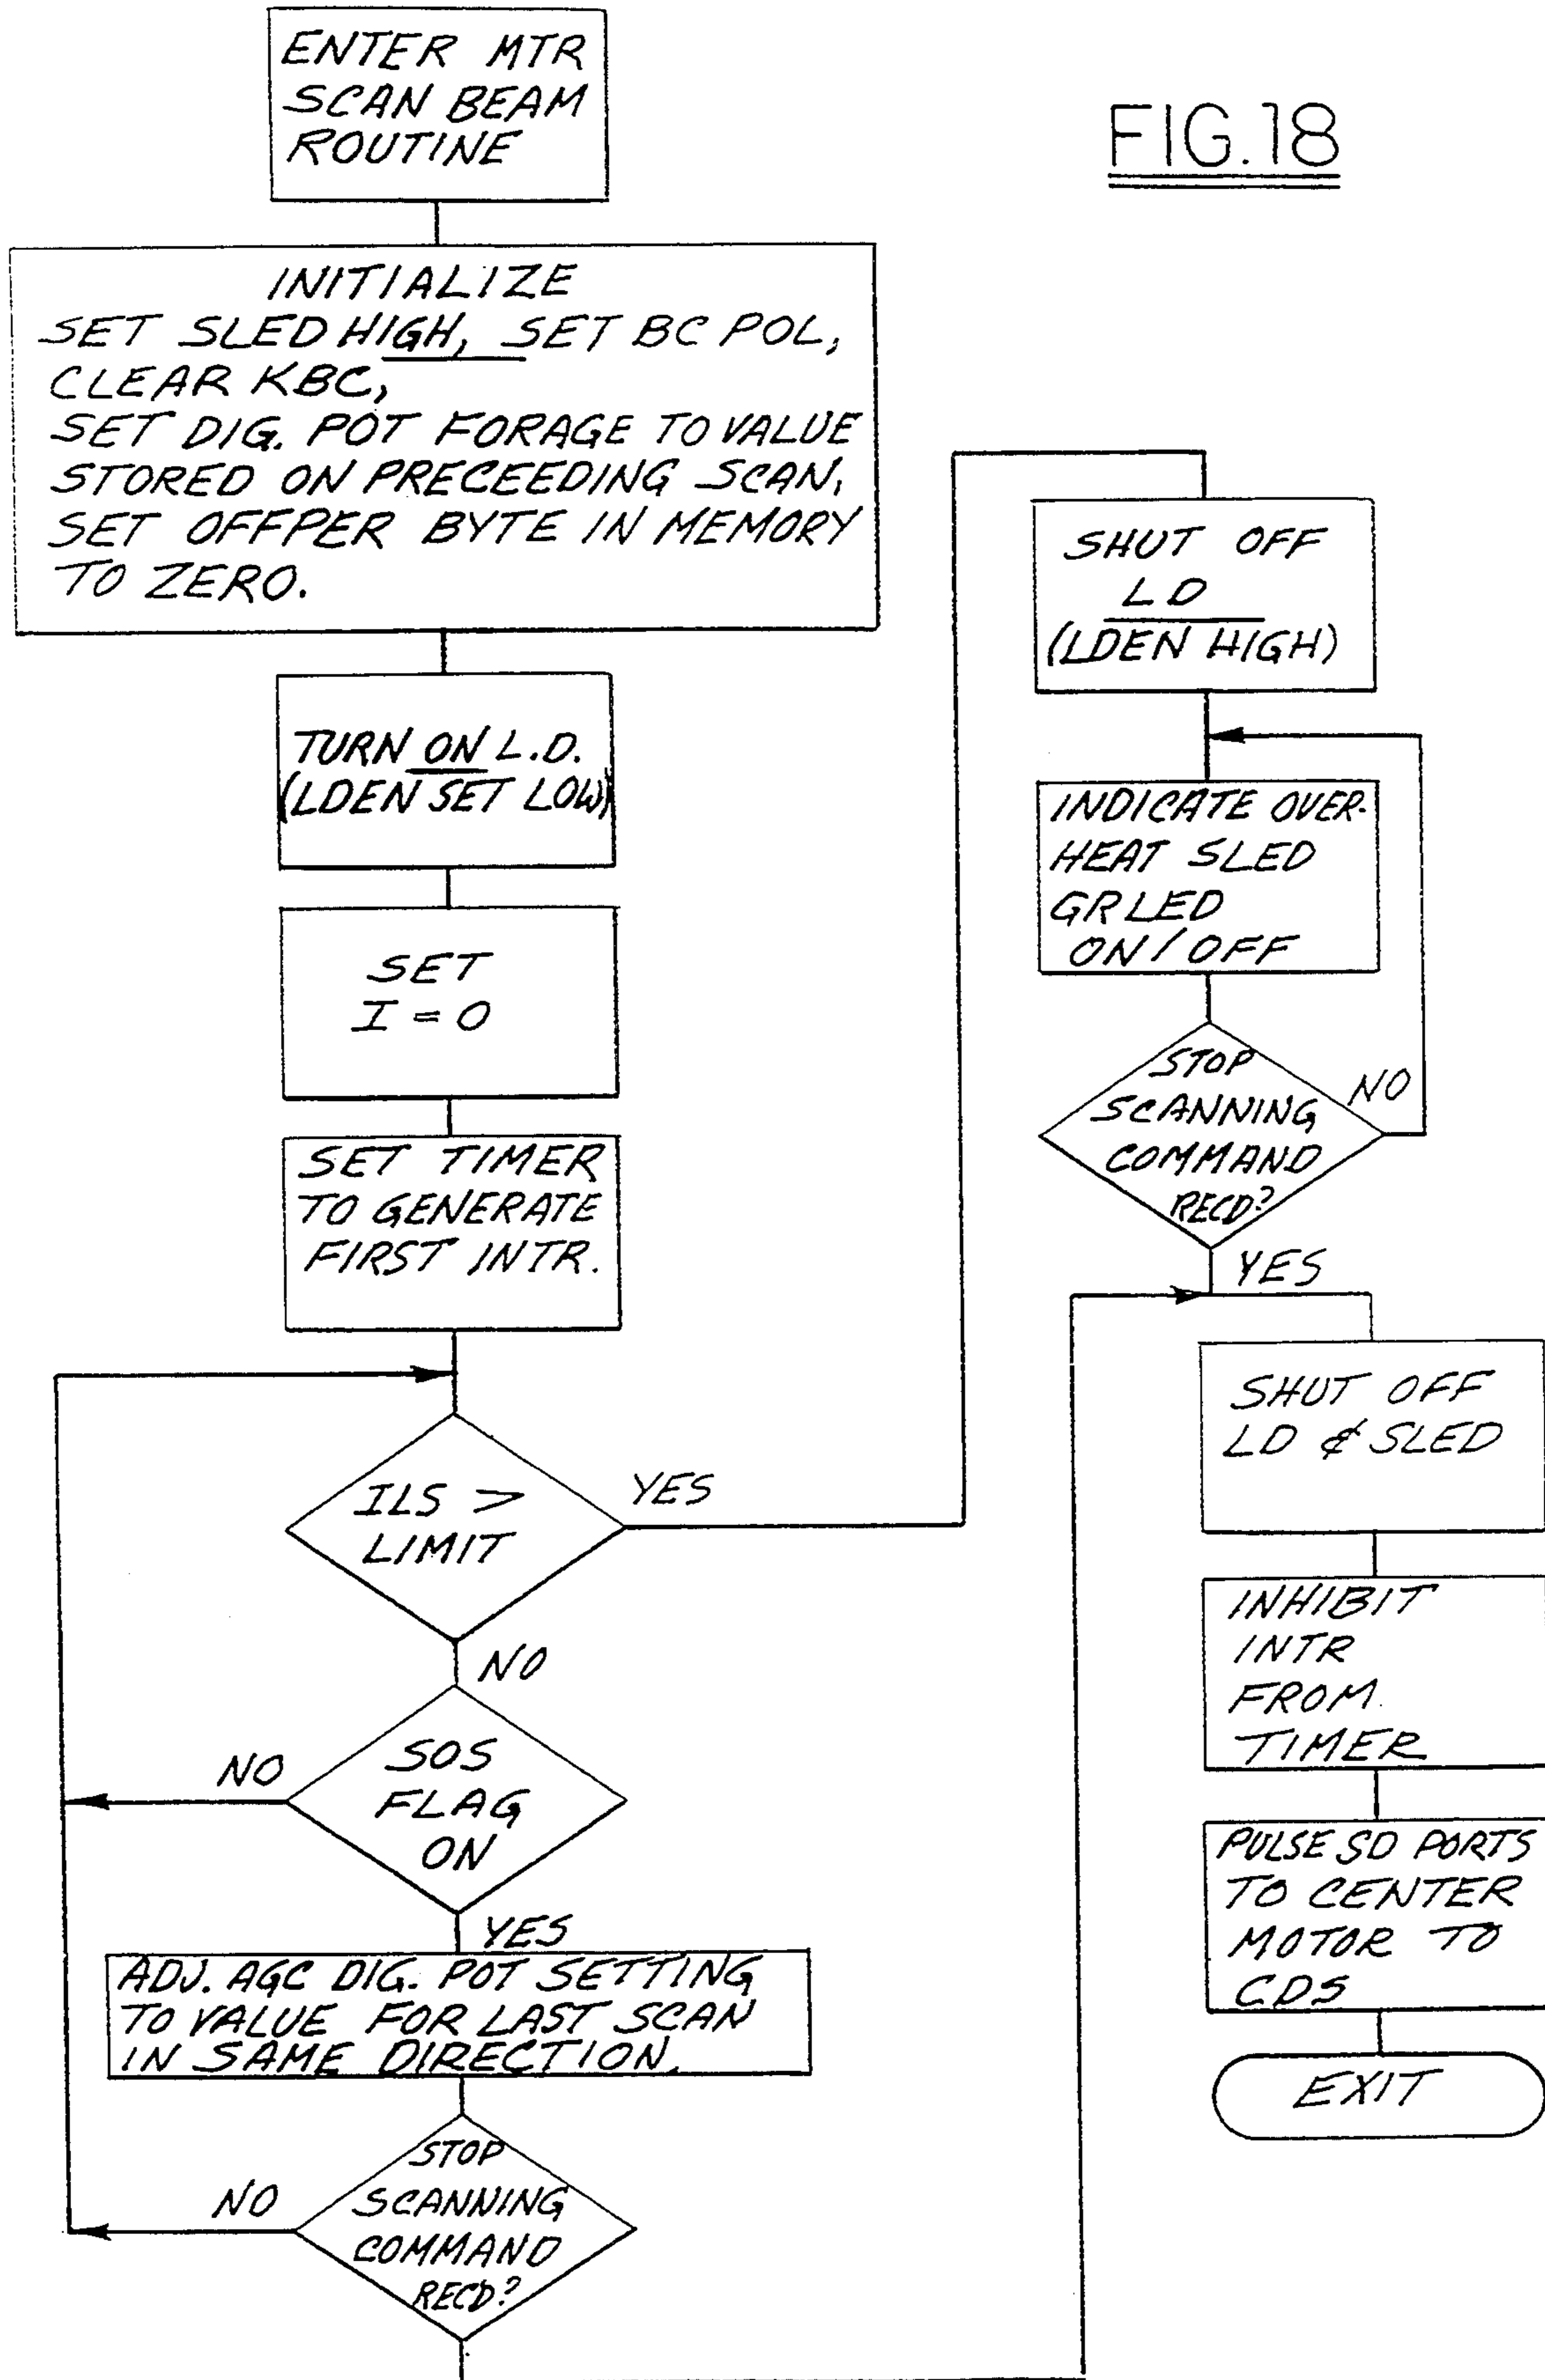 FIG.18
ENTER MTR
SCAN BEAM
ROUTINE
INITIALIZE
SET SLED HIGH, SET BC POL,
CLEAR KBC,
SET DIG. POT FORAGE TO VALUE
STORED ON PRECEEDING SCAN,
SET OFFPER BYTE IN MEMORY
TO ZERO.
TURN ON L.D.
(LDEN SET LOW)
SET
I = 0
SET TIMER
TO GENERATE
FIRST INTR.
ILS >
LIMIT
YES
NO
SOS
FLAG
ON
NO
YES
ADJ. AGC DIG. POT SETTING
TO VALUE FOR LAST SCAN
IN SAME DIRECTION.
STOP
SCANNING
COMMAND
RECD?
NO
SHUT OFF
LD
(LDEN HIGH)
INDICATE OVER-
HEAT SLED
GRLED
ON/OFF
STOP
SCANNING
COMMAND
RECD?
NO
YES
SHUT OFF
LD & SLED
INHIBIT
INTR
FROM
TIMER
PULSE SD PORTS
TO CENTER
MOTOR TO
CDS
EXIT